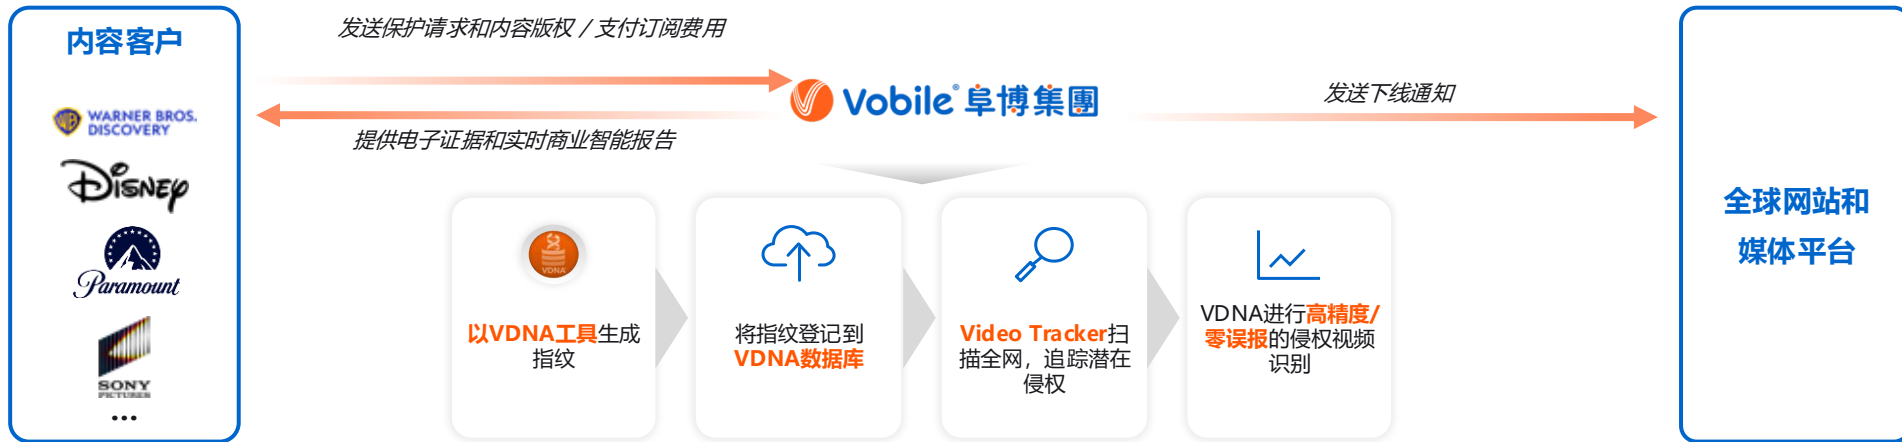 内容客户
WARNER BROS.
DISCOVERY
Disney
Paramount
SONY
PICTURES
•••
发送保护请求和内容版权 / 支付订阅费用
Vobile® 阜博集團
提供电子证据和实时商业智能报告
发送下线通知
VDNA
以VDNA工具生成
指纹
将指纹登记到
VDNA数据库
Video Tracker扫
描全网，追踪潜在
侵权
VDNA进行高精度/
零误报的侵权视频
识别
全球网站和
媒体平台